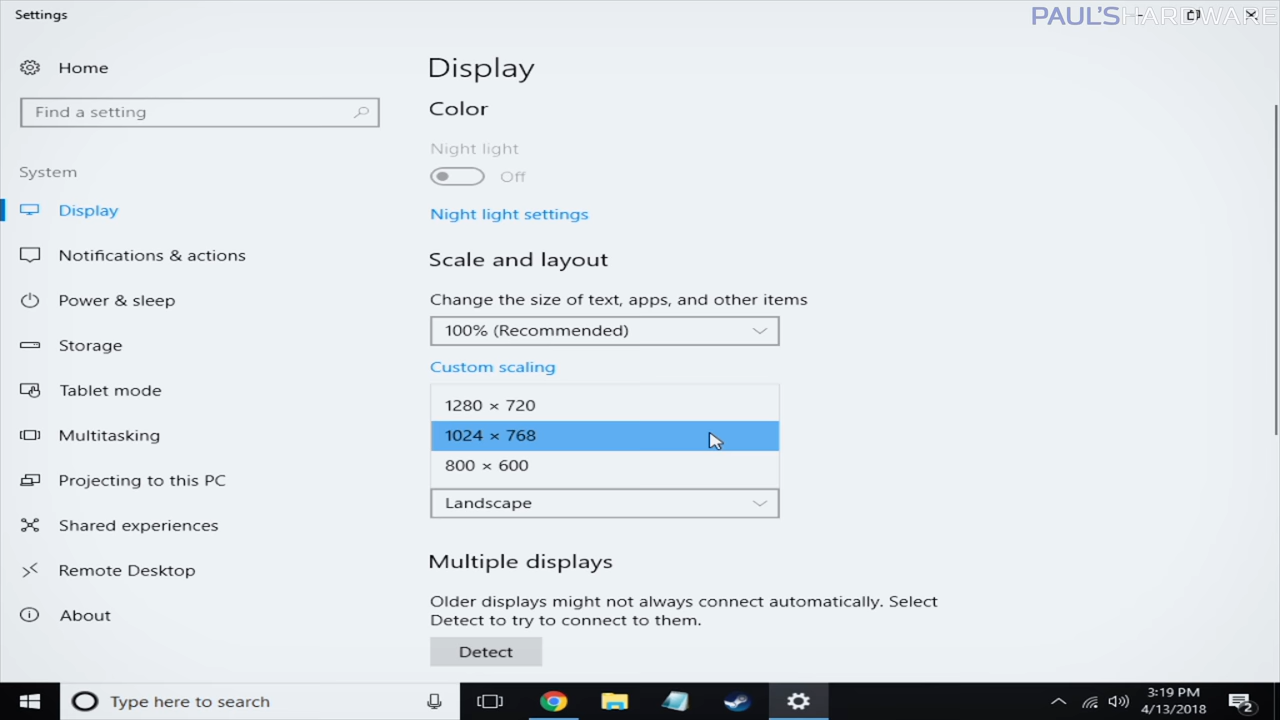 Settings
PAUL'SHARDWARE
Home
Find a setting
System
Display
Notifications & actions
Power & sleep
Storage
Tablet mode
Multitasking
Projecting to this PC
Shared experiences
Remote Desktop
About
Display
Color
Night light
Off
Night light settings
Scale and layout
Change the size of text, apps, and other items
100% (Recommended)
Custom scaling
1280 × 720
1024 × 768
800 × 600
Landscape
Multiple displays
Older displays might not always connect automatically. Select
Detect to try to connect to them.
Detect
Type here to search
3:19 PM
4/13/2018
2